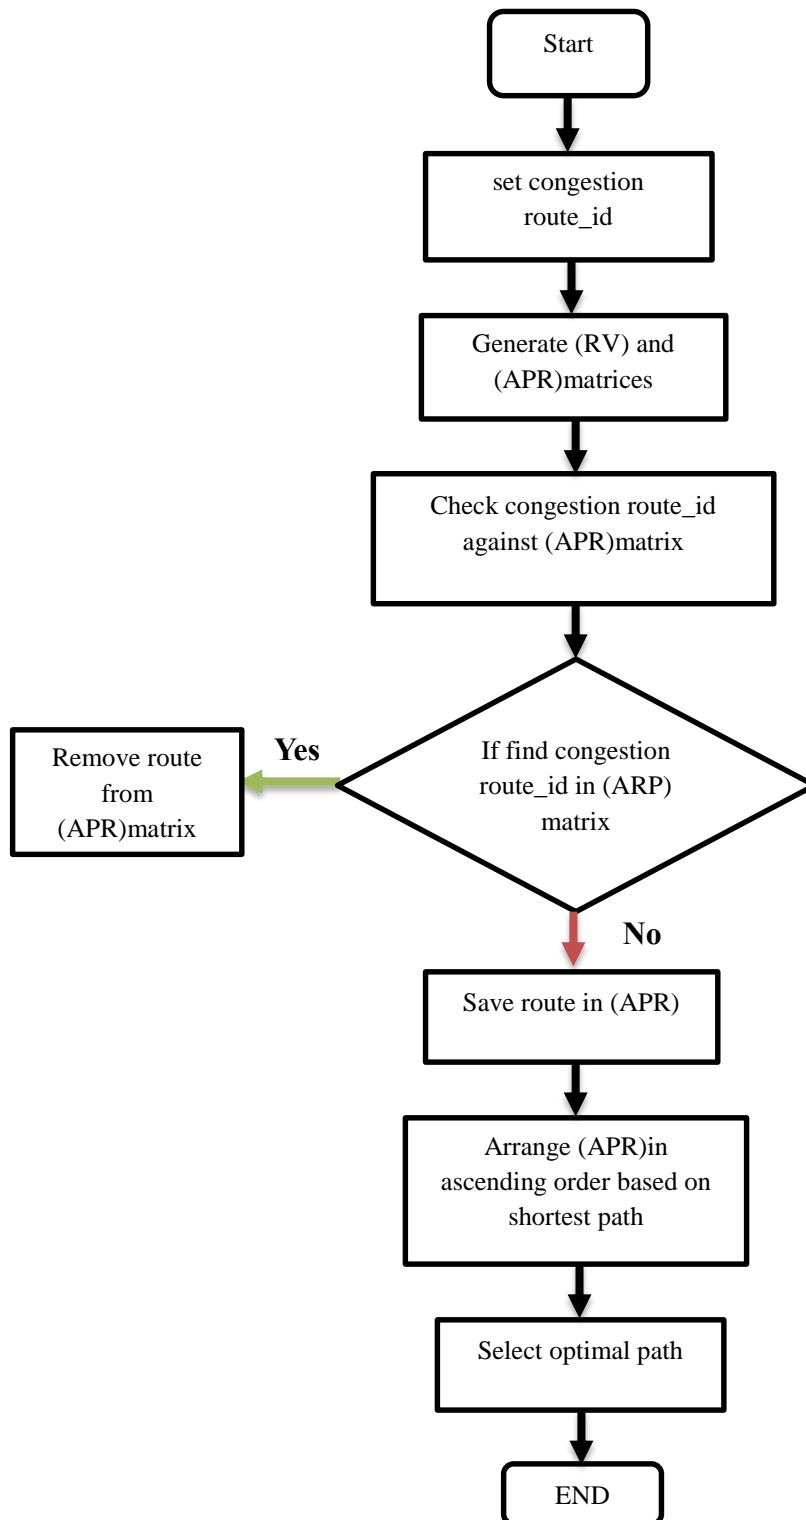 Start
set congestion
route_id
Generate (RV) and
(APR)matrices
Check congestion route_id
against (APR)matrix
If find congestion
route_id in (ARP)
matrix
Yes
Remove route
from
(APR)matrix
No
Save route in (APR)
Arrange (APR)in
ascending order based on
shortest path
Select optimal path
END